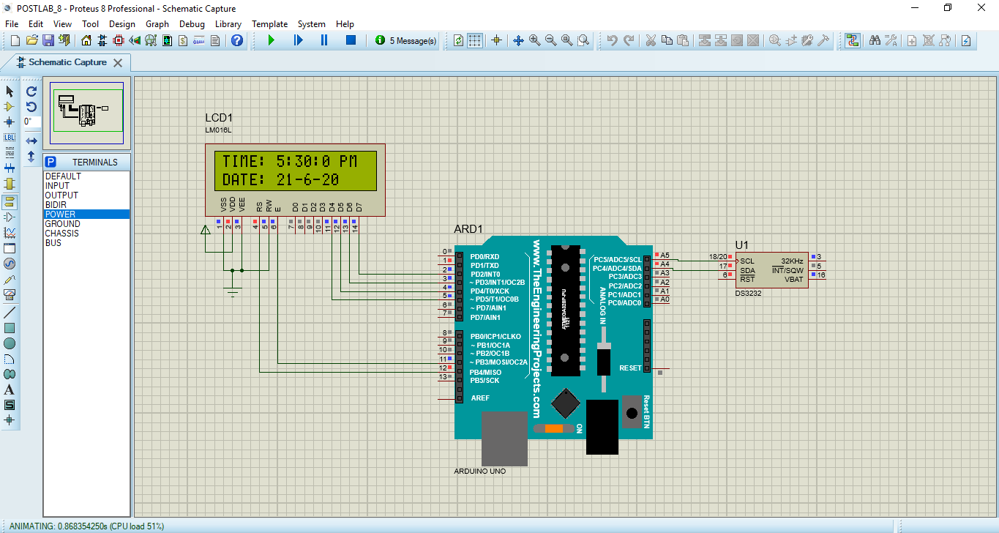 POSTLAB_8 - Proteus 8 Professional - Schematic Capture
File Edit View Tool Design Graph Debug Library Template System Help
5 Message(s)
Schematic Capture
0°
LBL
P TERMINALS
DEFAULT
INPUT
OUTPUT
BIDIR
POWER
GROUND
CHASSIS
BUS
A
S
LCD1
LM016L
TIME: 5:30:0 PM
DATE: 21-6-20
VSS VDD VEE RS RW E D0 D1 D2 D3 D4 D5 D6 D7
1 2 3 4 5 6 7 8 9 10 11 12 13 14
ARD1
0 PD0/RXD
1 PD1/TXD
2 PD2/INT0
3 ~ PD3/INT1/OC2B
4 PD4/T0/XCK
5 ~ PD5/T1/OC0B
6 ~ PD7/AIN1
7 PD7/AIN1
8 PB0/ICP1/CLKO
9 ~ PB1/OC1A
10 ~ PB2/OC1B
11 ~ PB3/MOSI/OC2A
12 PB4/MISO
13 PB5/SCK
AREF
www.TheEngineeringProjects.com
ATMEGA328P-PU
1121
PC5/ADC5/SCL A5
PC4/ADC4/SDA A4
PC3/ADC3 A3
PC2/ADC2 A2
PC1/ADC1 A1
PC0/ADC0 A0
ANALOG IN
RESET
Reset BTN
ON
ARDUINO UNO
U1
18/20 SCL 32KHz 3
17 SDA INT/SQW 5
6 RST VBAT 16
DS3232
ANIMATING: 0.868354250s (CPU load 51%)